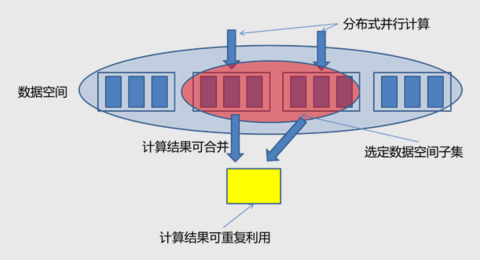 分布式并行计算
数据空间
计算结果可合并
选定数据空间子集
计算结果可重复利用